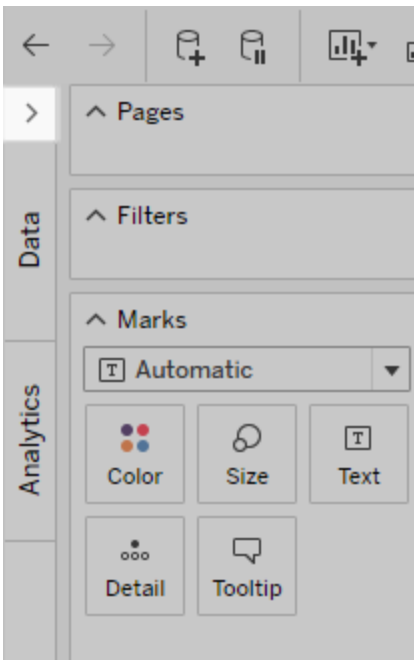 Pages
Data
Filters
Marks
T Automatic
Analytics
Color
Size
T
Text
Detail
Tooltip